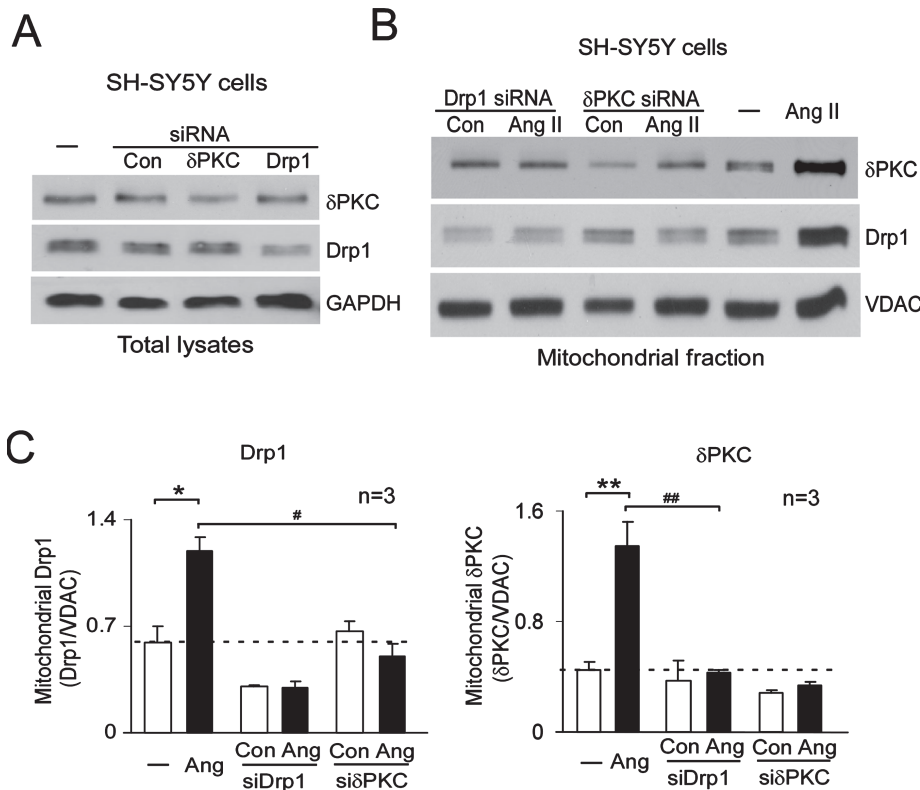 A
SH-SY5Y cells
siRNA
— Con δPKC Drp1
δPKC
Drp1
GAPDH
Total lysates
B
SH-SY5Y cells
Drp1 siRNA δPKC siRNA — Ang II
Con Ang II Con Ang II
δPKC
Drp1
VDAC
Mitochondrial fraction
C
Drp1
* n=3
#
1.4
0.7
0
Mitochondrial Drp1
(Drp1/VDAC)
— Ang Con Ang Con Ang
siDrp1 siδPKC
δPKC
** ## n=3
1.6
0.8
0
Mitochondrial δPKC
(δPKC/VDAC)
— Ang Con Ang Con Ang
siDrp1 siδPKC